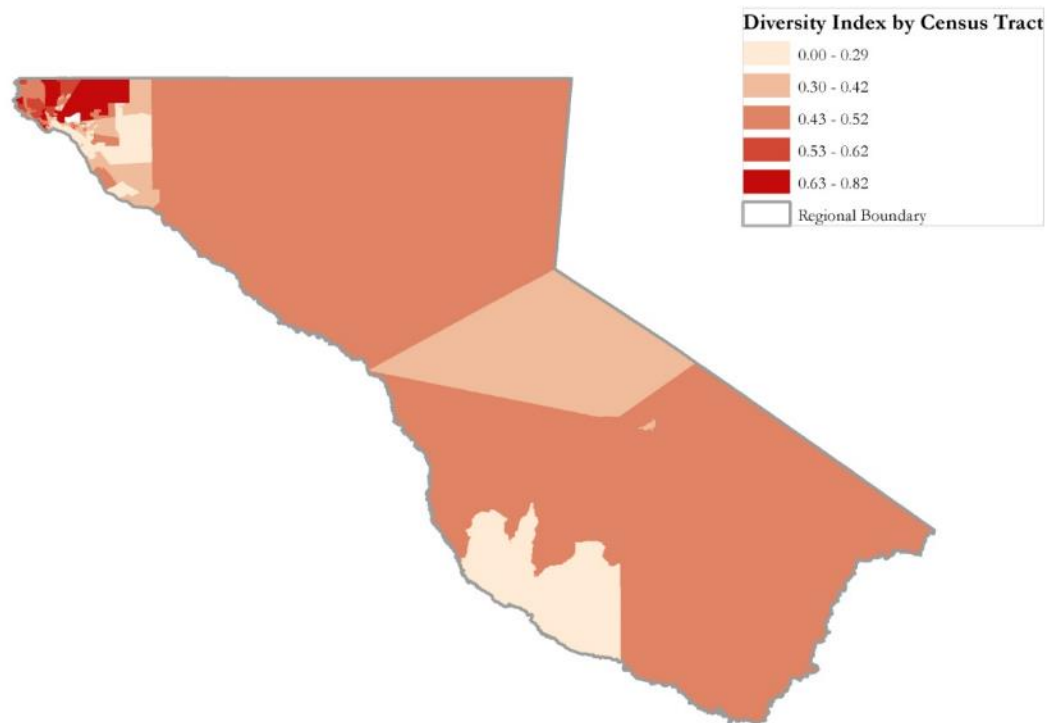 Diversity Index by Census Tract
0.00 - 0.29
0.30 - 0.42
0.43 - 0.52
0.53 - 0.62
0.63 - 0.82
Regional Boundary